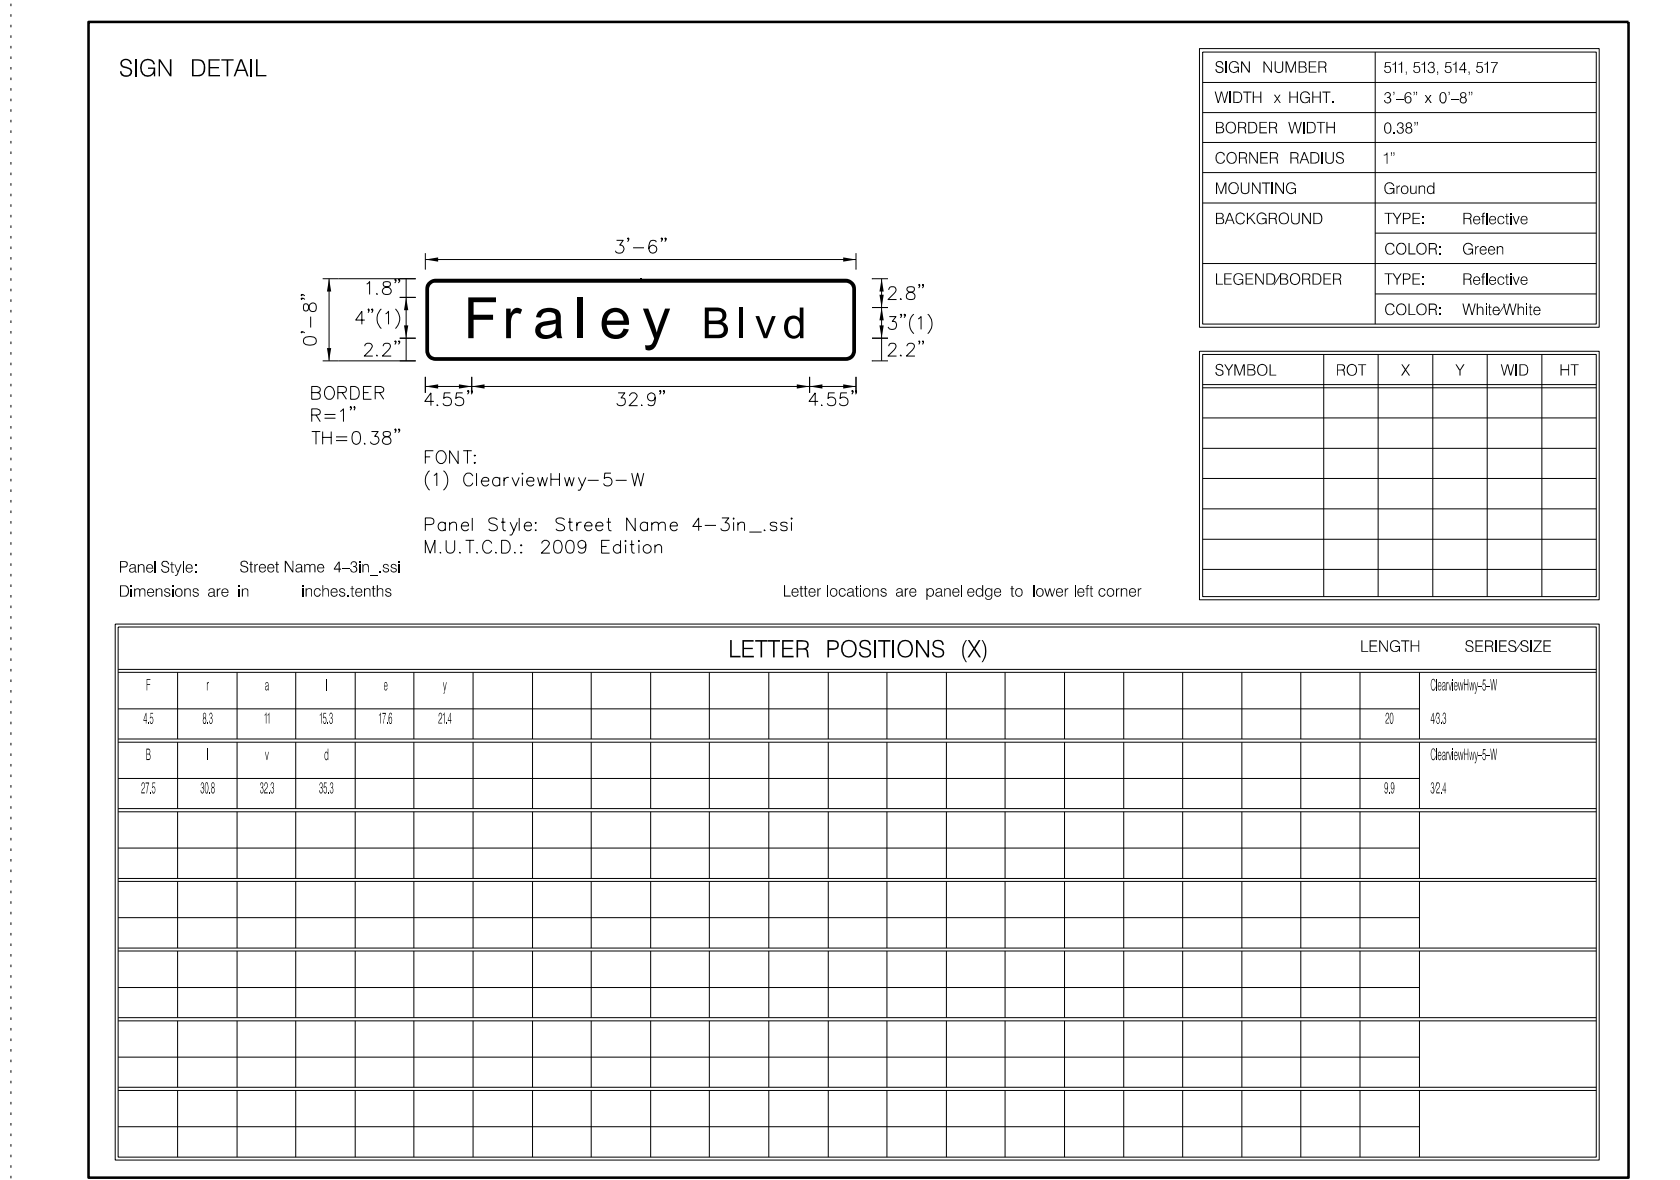 SIGN DETAIL
SIGN NUMBER 511, 513, 514, 517
WIDTH x HGHT. 3'–6" x 0'–8"
BORDER WIDTH 0.38"
CORNER RADIUS 1"
MOUNTING Ground
BACKGROUND TYPE: Reflective
COLOR: Green
LEGEND/BORDER TYPE: Reflective
COLOR: White/White
3'–6"
0'–8"
1.8"
4"(1)
2.2"
Fraley Blvd
2.8"
3"(1)
2.2"
4.55" 32.9" 4.55"
BORDER
R=1"
TH=0.38"
FONT:
(1) ClearviewHwy–5–W
Panel Style: Street Name 4–3in_.ssi
M.U.T.C.D.: 2009 Edition
SYMBOL ROT X Y WID HT
Panel Style: Street Name 4–3in_.ssi
Dimensions are in inches.tenths
Letter locations are panel edge to lower left corner
LETTER POSITIONS (X) LENGTH SERIES/SIZE
F r a l e y ClearviewHwy–5–W
4.5 8.3 11 15.3 17.6 21.4 20 4/3.3
B l v d ClearviewHwy–5–W
27.5 30.8 32.3 35.3 9.9 3/2.4